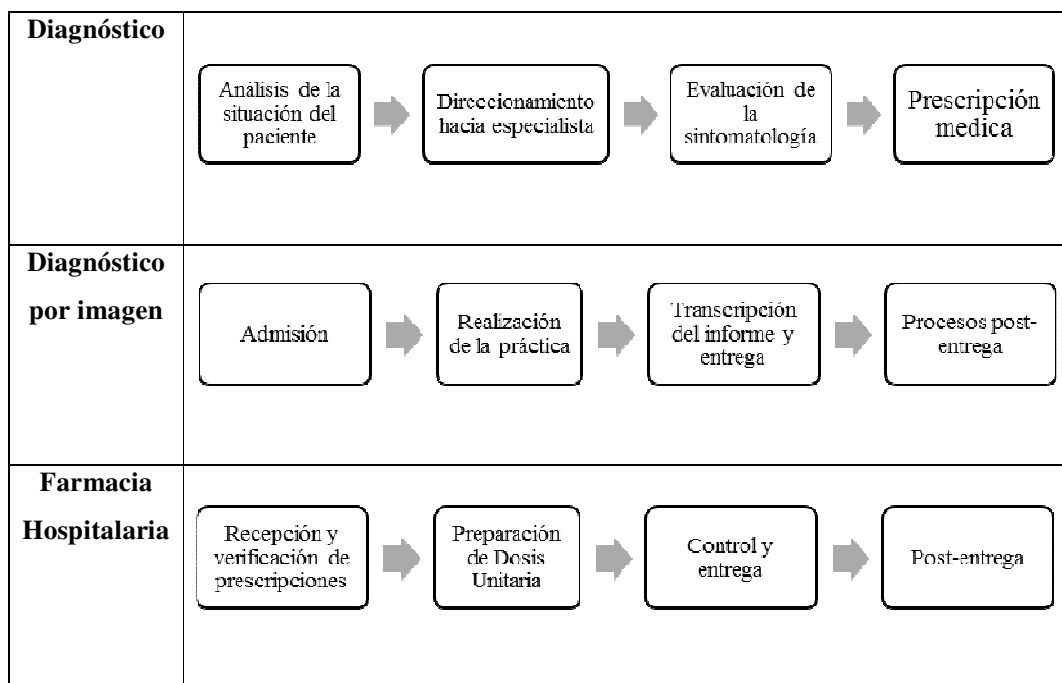 Diagnóstico
Análisis de la
situación del
paciente
Direccionamiento
hacia especialista
Evaluación de
la
sintomatología
Prescripción
medica
Diagnóstico
por imagen
Admisión
Realización
de la práctica
Transcripción
del informe y
entrega
Procesos post-
entrega
Farmacia
Hospitalaria
Recepción y
verificación de
prescripciones
Preparación
de Dosis
Unitaria
Control y
entrega
Post-entrega